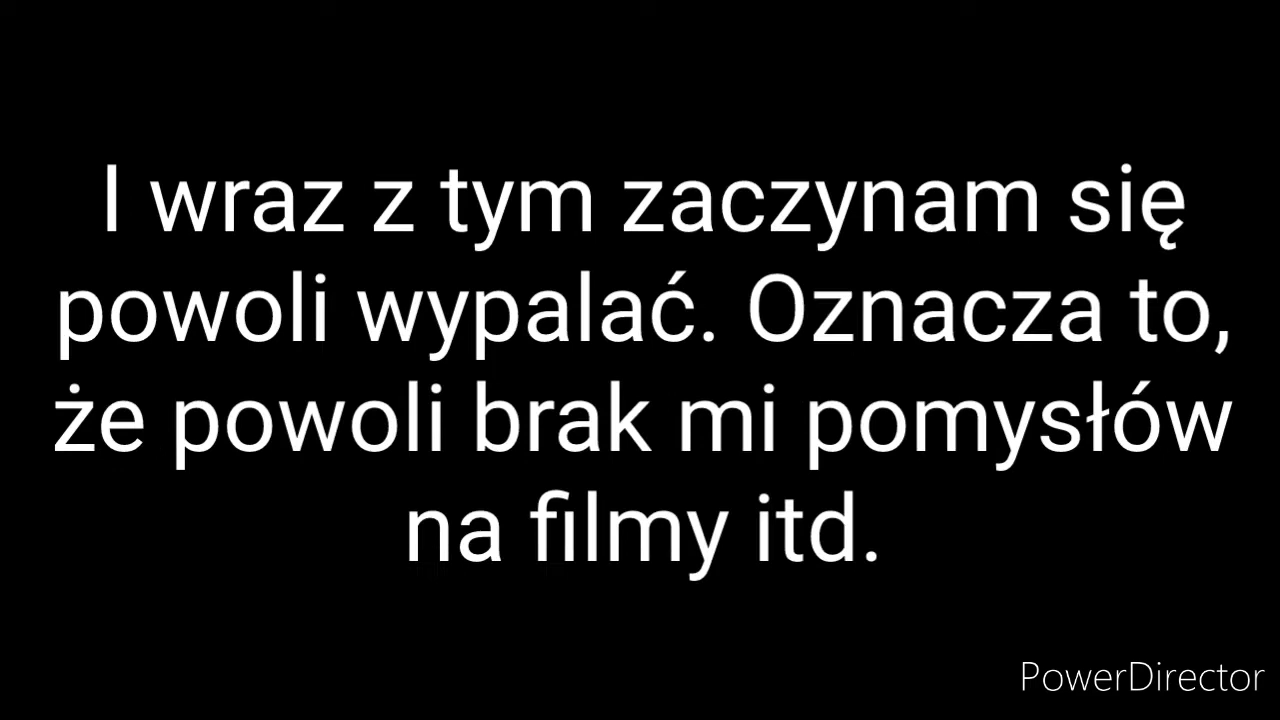 I wraz z tym zaczynam się
powoli wypalać. Oznacza to,
że powoli brak mi pomysłów
na filmy itd.
PowerDirector